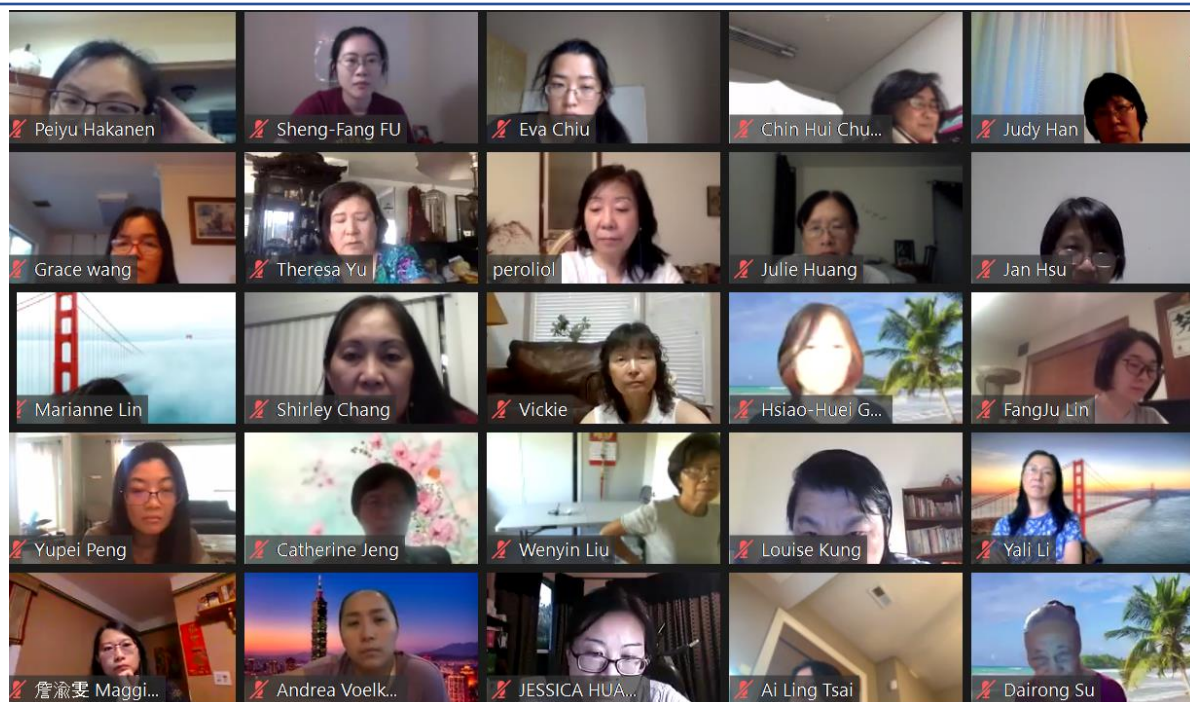 Peiyu Hakanen
Sheng-Fang FU
Eva Chiu
Chin Hui Chu...
Judy Han
Grace wang
Theresa Yu
peroliol
Julie Huang
Jan Hsu
Marianne Lin
Shirley Chang
Vickie
Hsiao-Huei G...
FangJu Lin
Yupei Peng
Catherine Jeng
Wenyin Liu
Louise Kung
Yali Li
詹渝雯 Maggi...
Andrea Voelk...
JESSICA HUA...
Ai Ling Tsai
Dairong Su